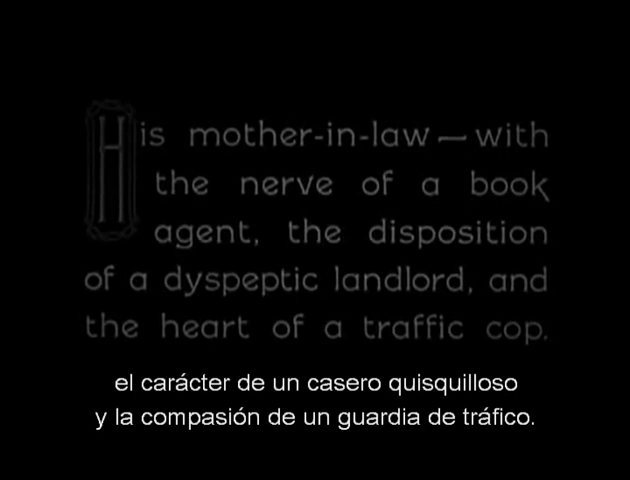 His mother-in-law — with
the nerve of a book
agent, the disposition
of a dyspeptic landlord, and
the heart of a traffic cop.
el carácter de un casero quisquilloso
y la compasión de un guardia de tráfico.